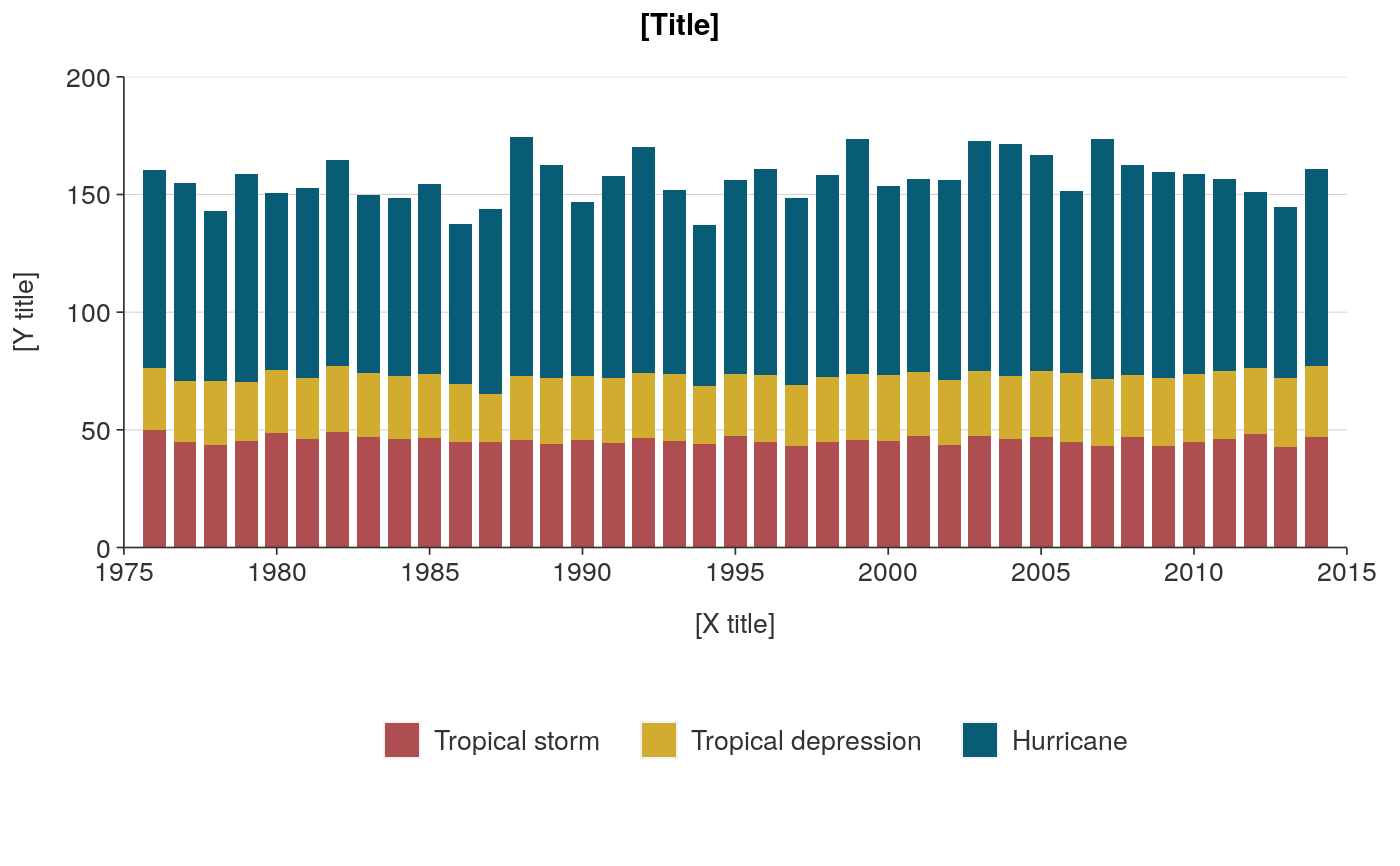 [Title]
200
150
100
50
0
[Y title]
1975 1980 1985 1990 1995 2000 2005 2010 2015
[X title]
Tropical storm Tropical depression Hurricane